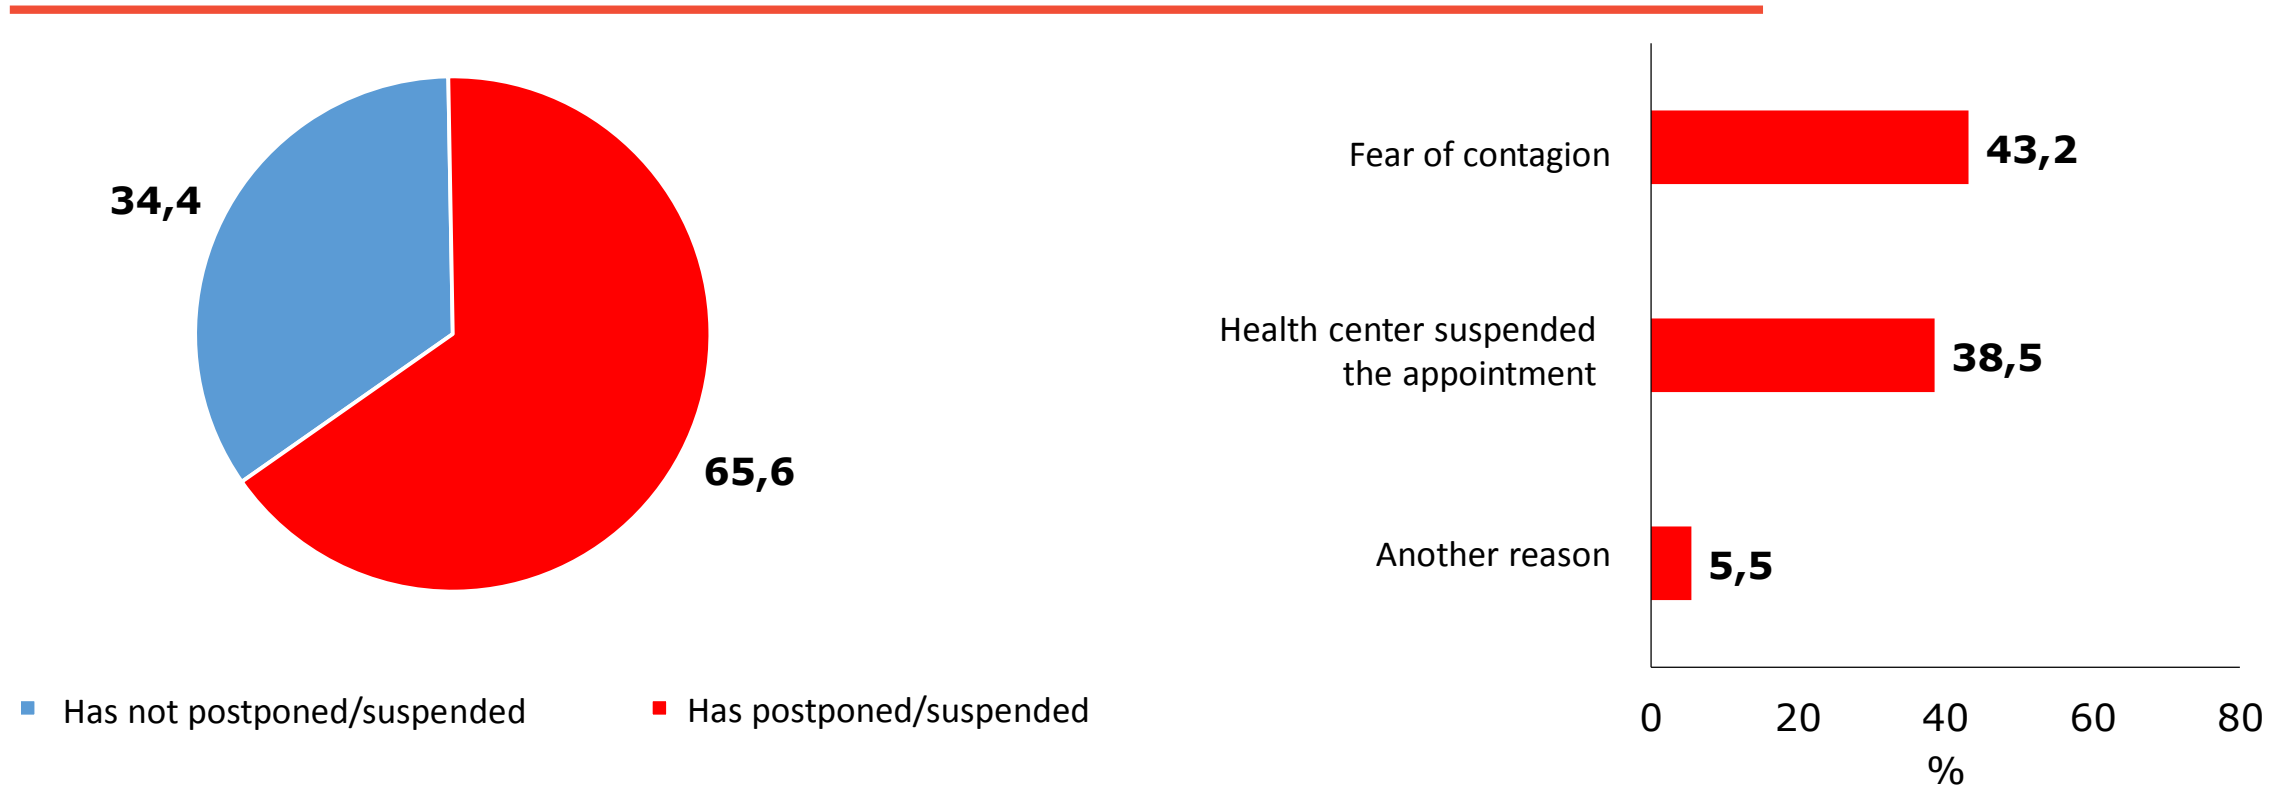 34,4
65,6
Has not postponed/suspended
Has postponed/suspended
Fear of contagion
43,2
Health center suspended
the appointment
38,5
Another reason
5,5
0 20 40 60 80
%